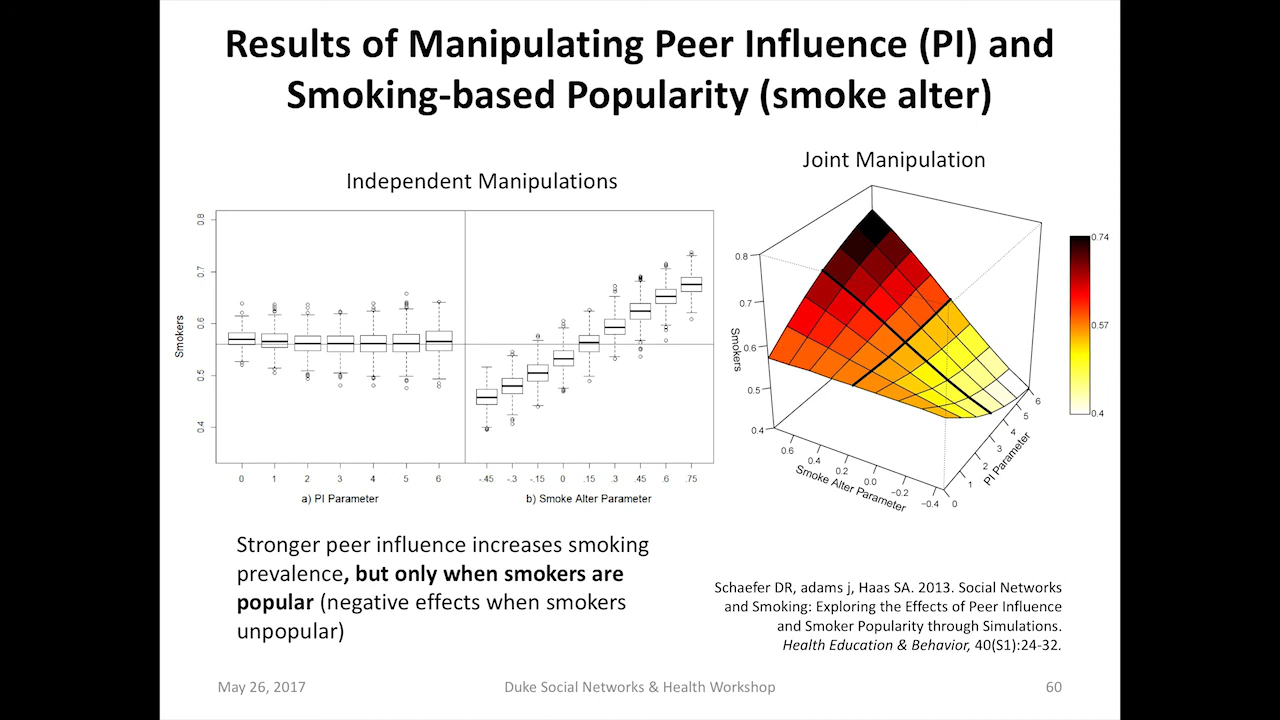 Results of Manipulating Peer Influence (PI) and
Smoking-based Popularity (smoke alter)
Independent Manipulations
Joint Manipulation
Smokers
0.8
0.7
0.6
0.5
0.4
0 1 2 3 4 5 6
a) PI Parameter
-.45 -.3 -.15 0 .15 .3 .45 .6 .75
b) Smoke Alter Parameter
Smokers
0.8
0.7
0.6
0.5
0.4
0.6 0.4 0.2 0.0 -0.2 -0.4
Smoke Alter Parameter
0 1 2 3 4 5 6
PI Parameter
0.74
0.57
0.4
Stronger peer influence increases smoking
prevalence, but only when smokers are
popular (negative effects when smokers
unpopular)
Schaefer DR, adams j, Haas SA. 2013. Social Networks
and Smoking: Exploring the Effects of Peer Influence
and Smoker Popularity through Simulations.
Health Education & Behavior, 40(S1):24-32.
May 26, 2017
Duke Social Networks & Health Workshop
60